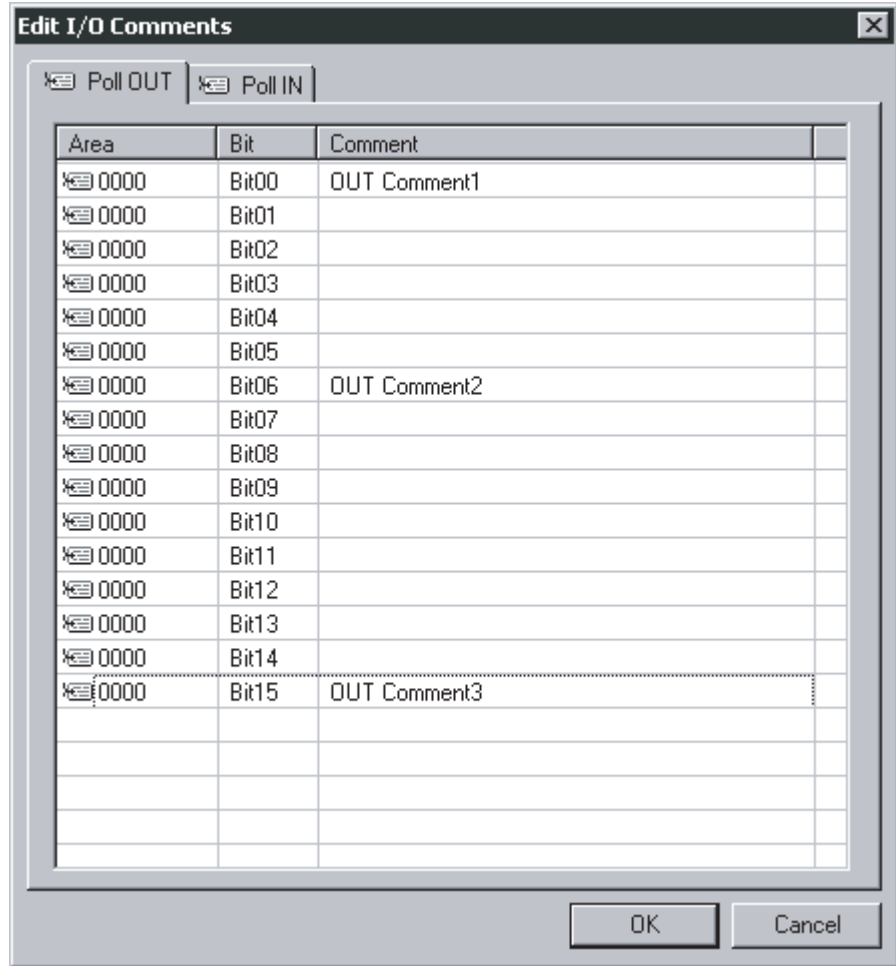 Edit I/O Comments
Poll OUT Poll IN
Area Bit Comment
0000 Bit00 OUT Comment1
0000 Bit01
0000 Bit02
0000 Bit03
0000 Bit04
0000 Bit05
0000 Bit06 OUT Comment2
0000 Bit07
0000 Bit08
0000 Bit09
0000 Bit10
0000 Bit11
0000 Bit12
0000 Bit13
0000 Bit14
0000 Bit15 OUT Comment3
OK Cancel